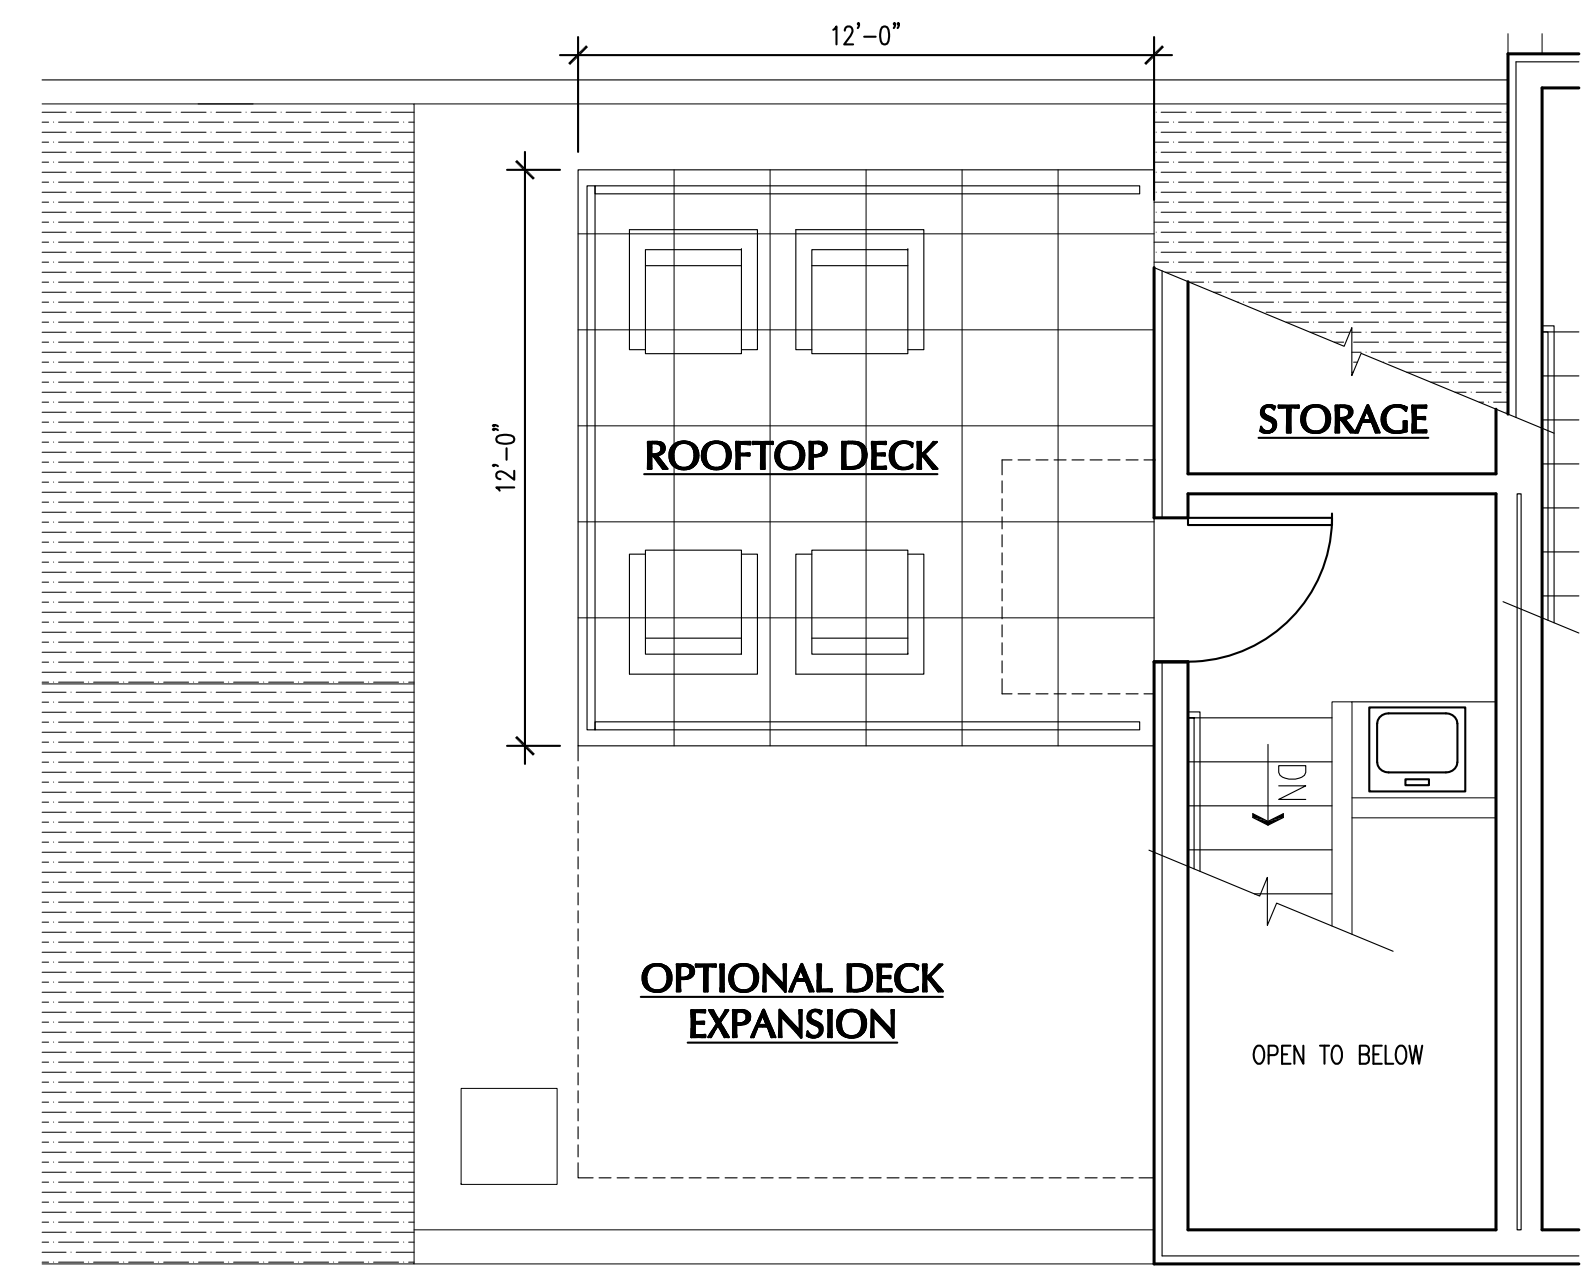 12'-0"
12'-0"
STORAGE
ROOFTOP DECK
DN
OPTIONAL DECK
EXPANSION
OPEN TO BELOW